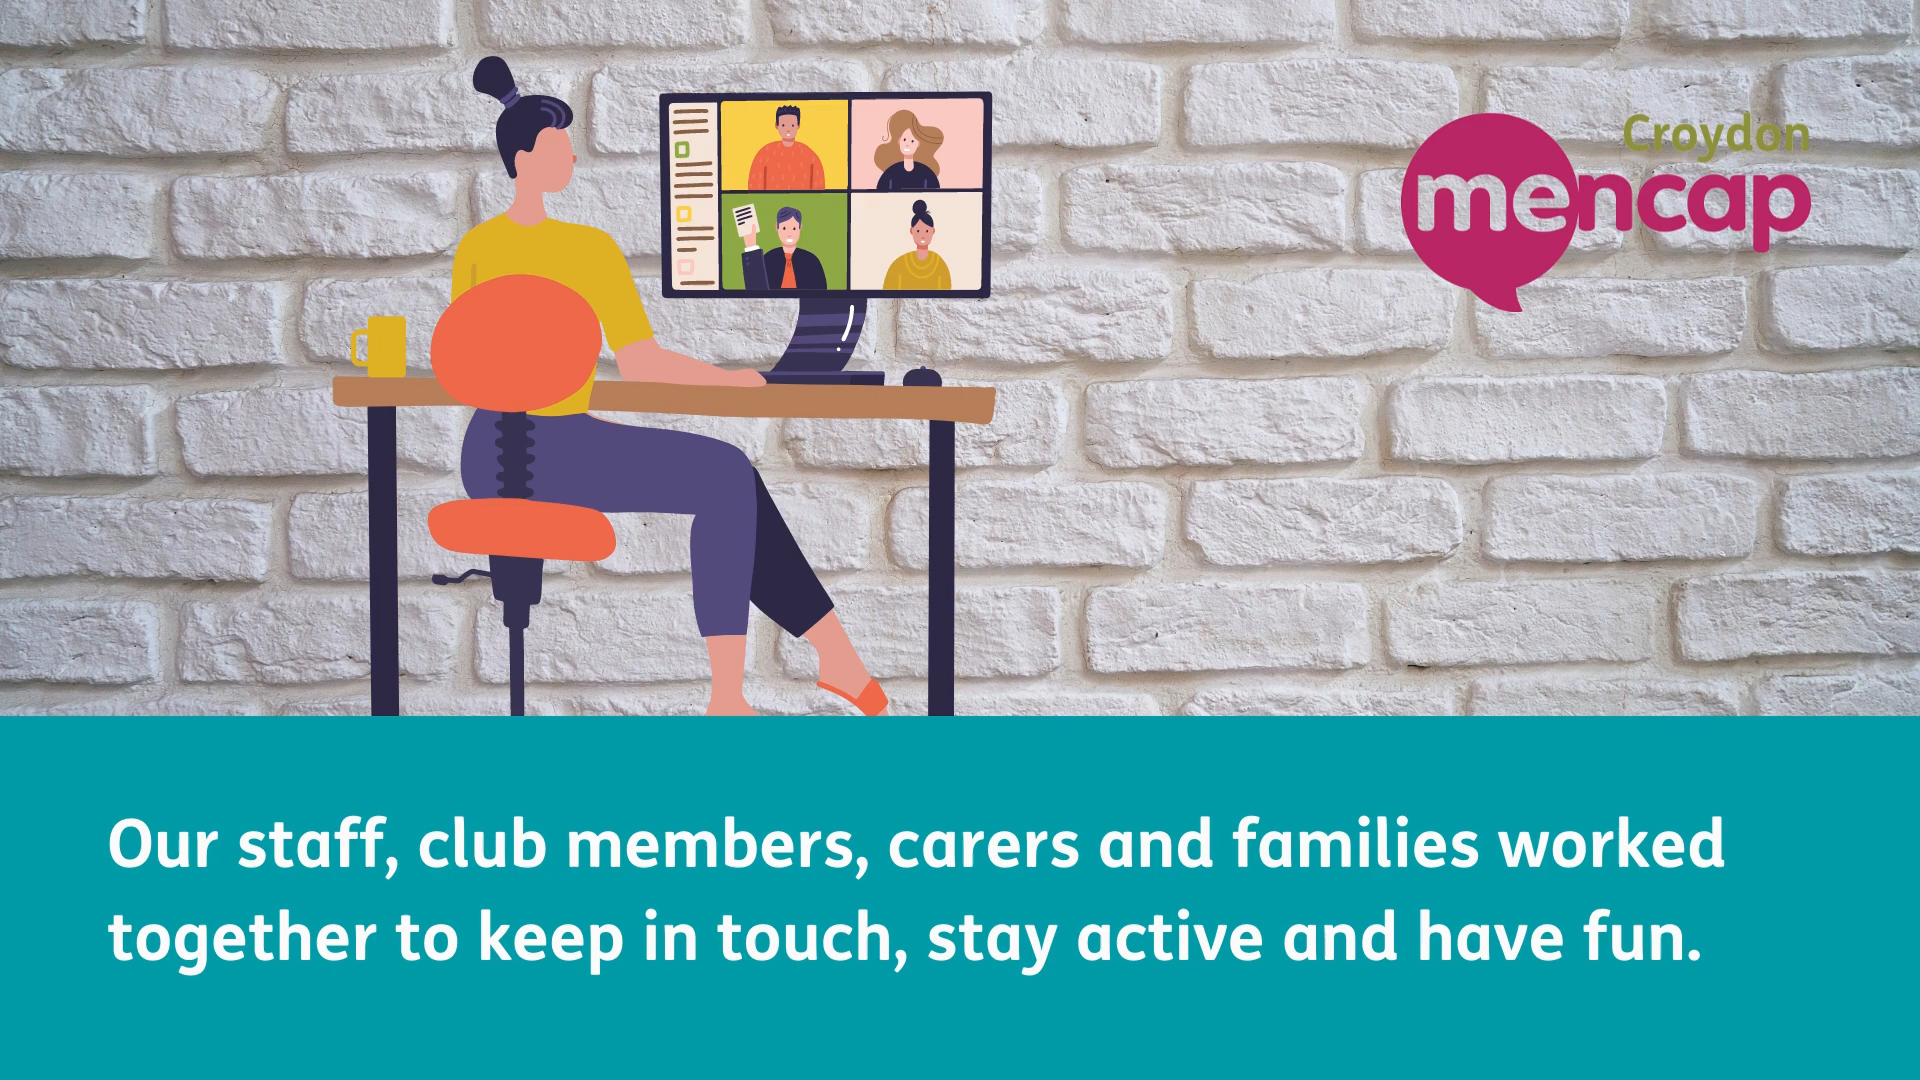 Croydon
mencap
Our staff, club members, carers and families worked
together to keep in touch, stay active and have fun.